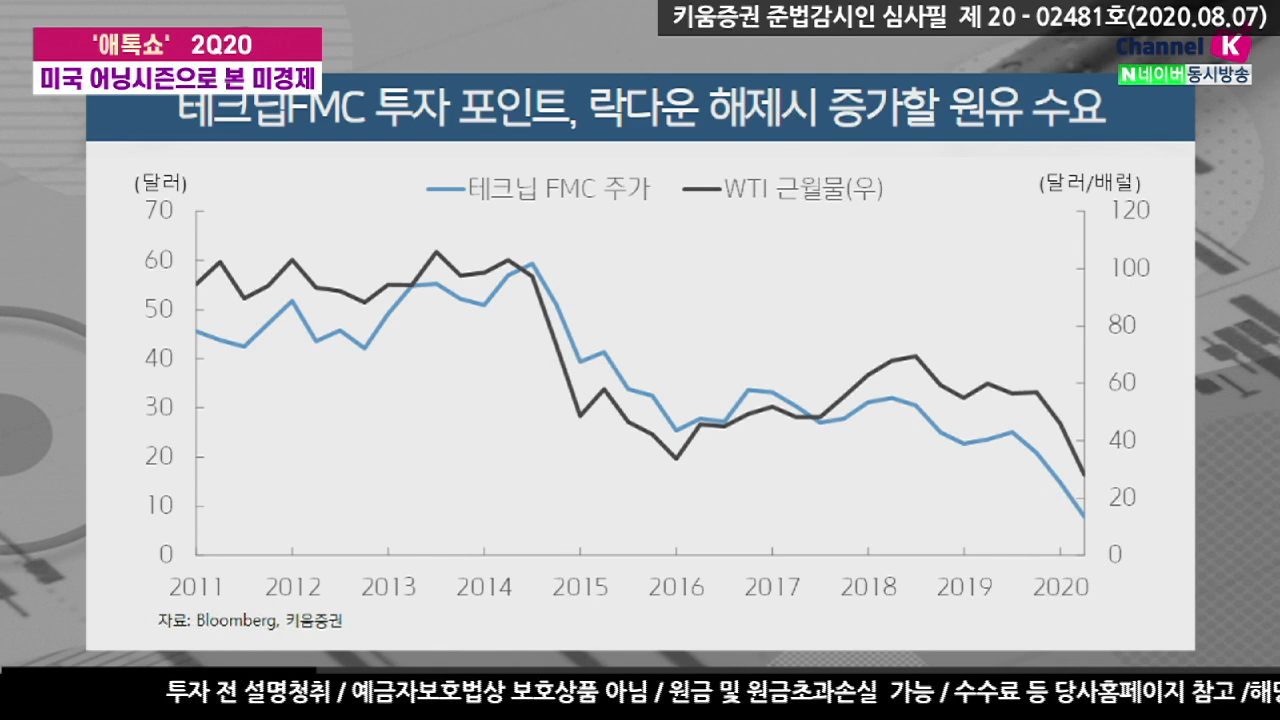 키움증권 준법감시인 심사필 제 20 - 02481호(2020.08.07)
'애톡쇼' 2Q20
미국 어닝시즌으로 본 미경제
Channel K
N네이버 동시방송
테크닙FMC 투자 포인트, 락다운 해제시 증가할 원유 수요
(달러)
테크닙 FMC 주가
WTI 근월물(우)
(달러/배럴)
70
60
50
40
30
20
10
0
120
100
80
60
40
20
0
2011 2012 2013 2014 2015 2016 2017 2018 2019 2020
자료: Bloomberg, 키움증권
투자 전 설명청취 / 예금자보호법상 보호상품 아님 / 원금 및 원금초과손실 가능 / 수수료 등 당사홈페이지 참고 /해당